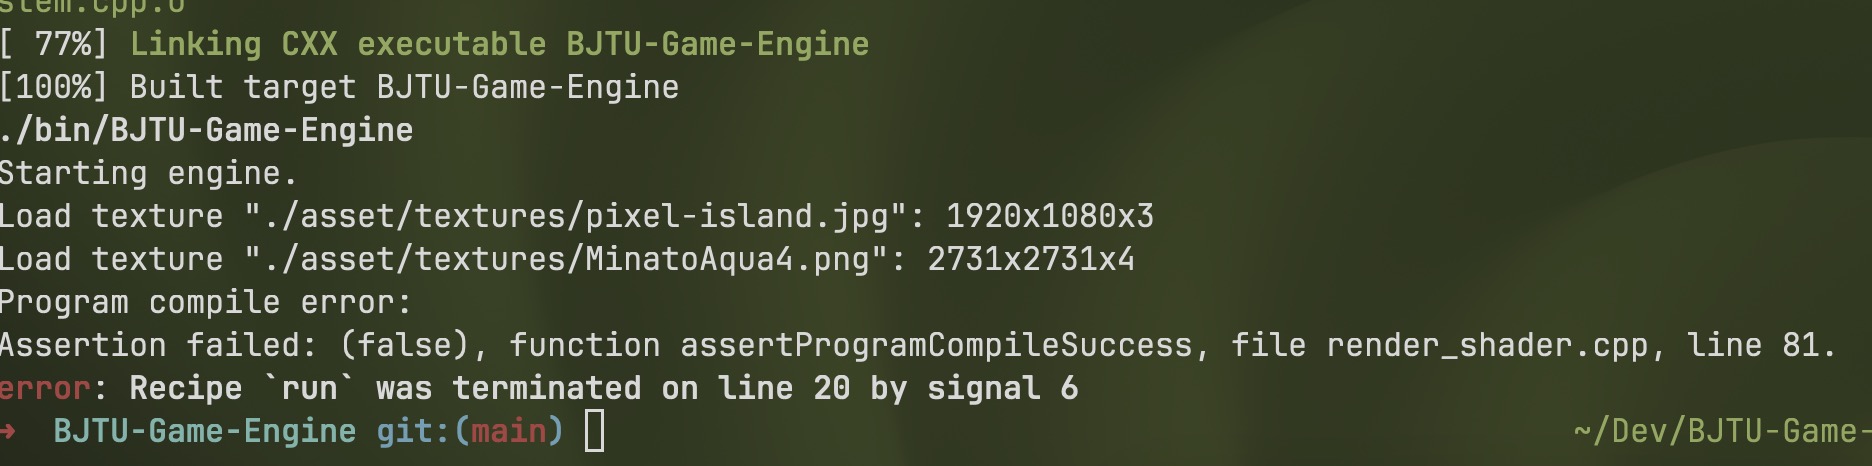 stem.cpp.o
[ 77%] Linking CXX executable BJTU-Game-Engine
[100%] Built target BJTU-Game-Engine
./bin/BJTU-Game-Engine
Starting engine.
Load texture "./asset/textures/pixel-island.jpg": 1920x1080x3
Load texture "./asset/textures/MinatoAqua4.png": 2731x2731x4
Program compile error:
Assertion failed: (false), function assertProgramCompileSuccess, file render_shader.cpp, line 81.
error: Recipe `run` was terminated on line 20 by signal 6
➜ BJTU-Game-Engine git:(main) ~/Dev/BJTU-Game-